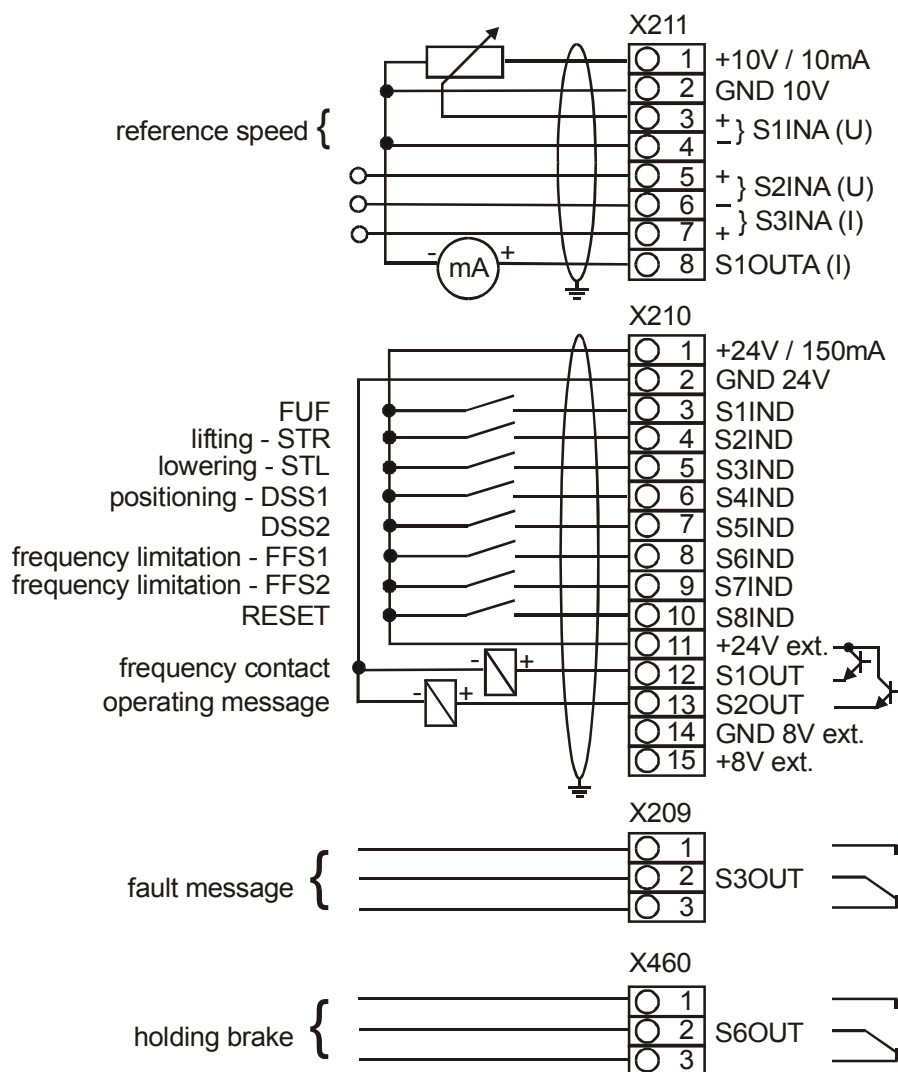 X211
1 +10V / 10mA
2 GND 10V
reference speed { 3 + } S1INA (U)
4 –
5 + } S2INA (U)
6 – } S3INA (I)
7 +
- mA + 8 S1OUTA (I)
X210
1 +24V / 150mA
2 GND 24V
FUF 3 S1IND
lifting - STR 4 S2IND
lowering - STL 5 S3IND
positioning - DSS1 6 S4IND
DSS2 7 S5IND
frequency limitation - FFS1 8 S6IND
frequency limitation - FFS2 9 S7IND
RESET 10 S8IND
11 +24V ext.
frequency contact - + 12 S1OUT
operating message - + 13 S2OUT
14 GND 8V ext.
15 +8V ext.
X209
1
fault message { 2 S3OUT
3
X460
1
holding brake { 2 S6OUT
3